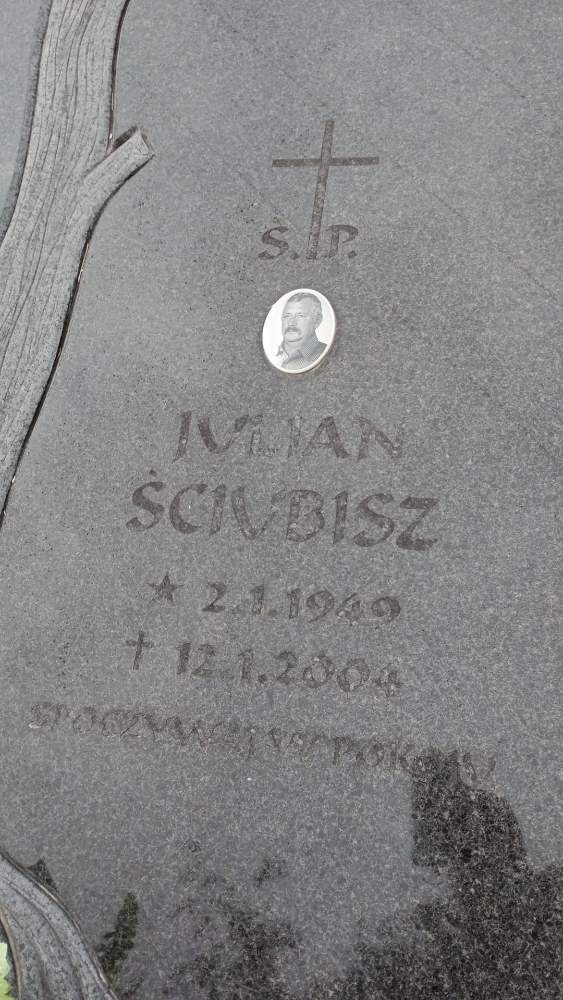 Ś.P.
JULIAN
ŚCIUBISZ
★ 2.1.1949
† 12.1.2004
SPOCZYWAJ W POKOJU